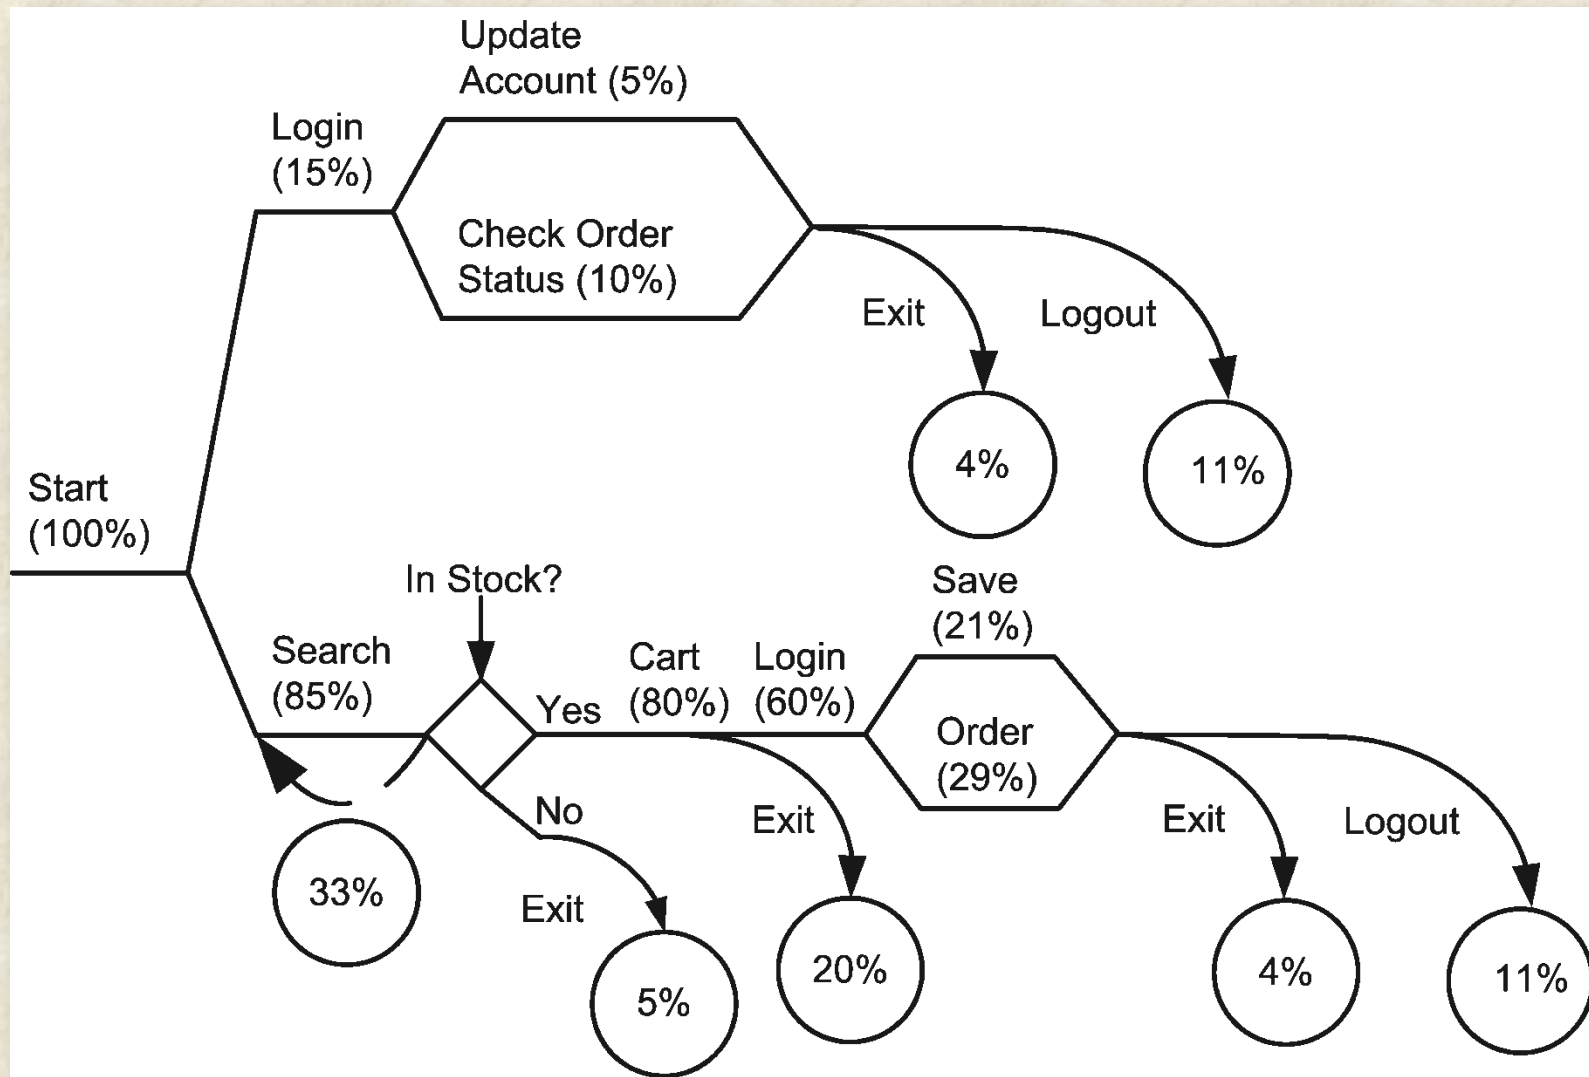 Update
Account (5%)
Login
(15%)
Check Order
Status (10%)
Exit
Logout
4%
11%
Start
(100%)
In Stock?
Save
(21%)
Search
(85%)
Yes
Cart
(80%)
Login
(60%)
Order
(29%)
No
Exit
Exit
Exit
Logout
33%
5%
20%
4%
11%